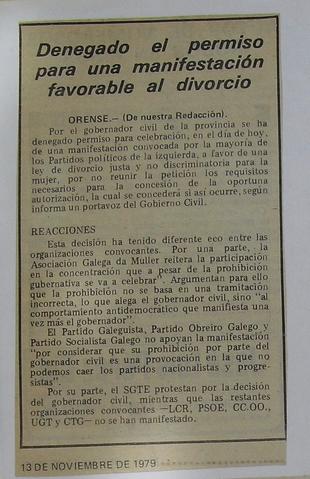 Denegado el permiso
para una manifestación
favorable al divorcio
ORENSE.— (De nuestra Redacción).
Por el gobernador civil de la provincia se ha
denegado permiso para celebración, en el día de hoy,
de una manifestación convocada por la mayoría de
los Partidos políticos de la izquierda, a favor de una
ley de divorcio justa y no discriminatoria para la
mujer, por no reunir la petición los requisitos
necesarios para la concesión de la oportuna
autorización, la cual se concederá si así ocurre, según
informa un portavoz del Gobierno Civil.
REACCIONES
Esta decisión ha tenido diferente eco entre las
organizaciones convocantes. Por una parte, la
Asociación Galega da Muller reitera la participación
en la concentración que a pesar de la prohibición
gubernativa se va a celebrar". Argumentan para ello
que la prohibición no se basa en una tramitación
incorrecta, lo que alega el gobernador civil, sino "al
comportamiento antidemocratico que manifiesta una
vez más el gobernador".
El Partido Galeguista, Partido Obreiro Galego y
Partido Socialista Galego no apoyan la manifestación
"por considerar que su prohibición por parte del
gobernador civil es una provocación en la que no
podemos caer los partidos nacionalistas y progre-
sistas".
Por su parte, el SGTE protestan por la decisión
del gobernador civil, mientras que las restantes
organizaciones convocantes —LCR, PSOE, CC.OO.,
UGT y CTG— no se han manifestado.
13 DE NOVIEMBRE DE 1979